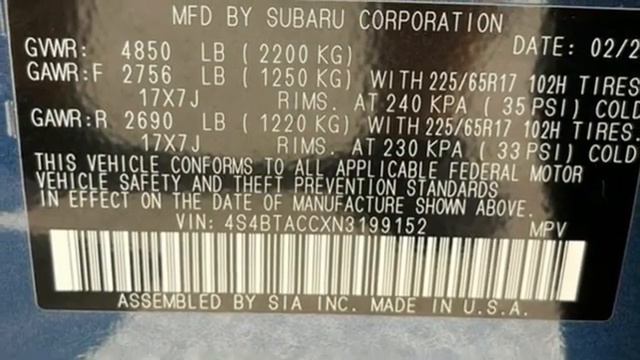 MFD BY SUBARU CORPORATION
GVWR: 4850 LB ( 2200 KG) DATE: 02/2
GAWR:F 2756 LB ( 1250 KG) WITH 225/65R17 102H TIRES
17X7J RIMS. AT 240 KPA ( 35 PSI) COLD
GAWR:R 2690 LB ( 1220 KG) WITH 225/65R17 102H TIRES
17X7J RIMS. AT 230 KPA ( 33 PSI) COLD
THIS VEHICLE CONFORMS TO ALL APPLICABLE FEDERAL MOTOR
VEHICLE SAFETY AND THEFT PREVENTION STANDARDS
IN EFFECT ON THE DATE OF MANUFACTURE SHOWN ABOVE.
VIN: 4S4BTACCXN3199152 MPV
ASSEMBLED BY SIA INC. MADE IN U.S.A.